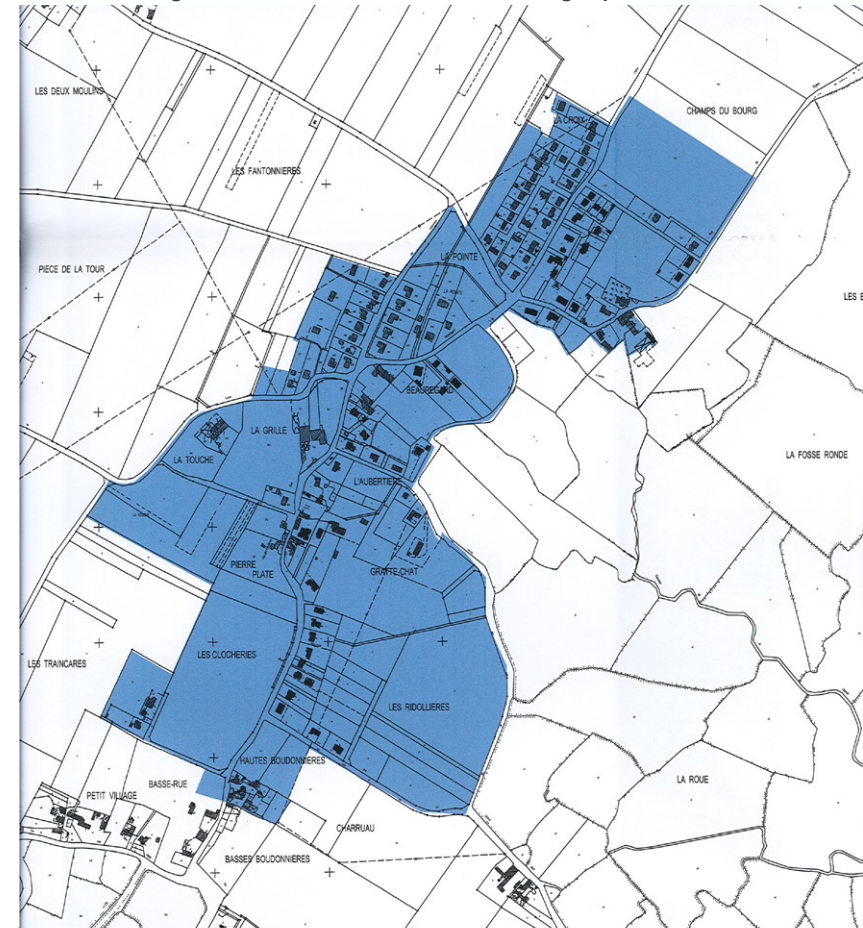 LES DEUX MOULINS
CHAMPS DU BOURG
LA CROIX
LES FANTONNIERES
LA POINTE
PIECE DE LA TOUR
LES
BEAUREGARD
LA GRILLE
LA TOUCHE
LA FOSSE RONDE
L'AUBERTIERE
PIERRE
PLATE
GRATTE-CHAT
LES CLOCHERIES
LES TRAINCARES
LES RIDOLLIERES
HAUTES BOUDONNIERES
LA ROUE
BASSE-RUE
PETIT VILLAGE
CHARRUAU
BASSES BOUDONNIERES